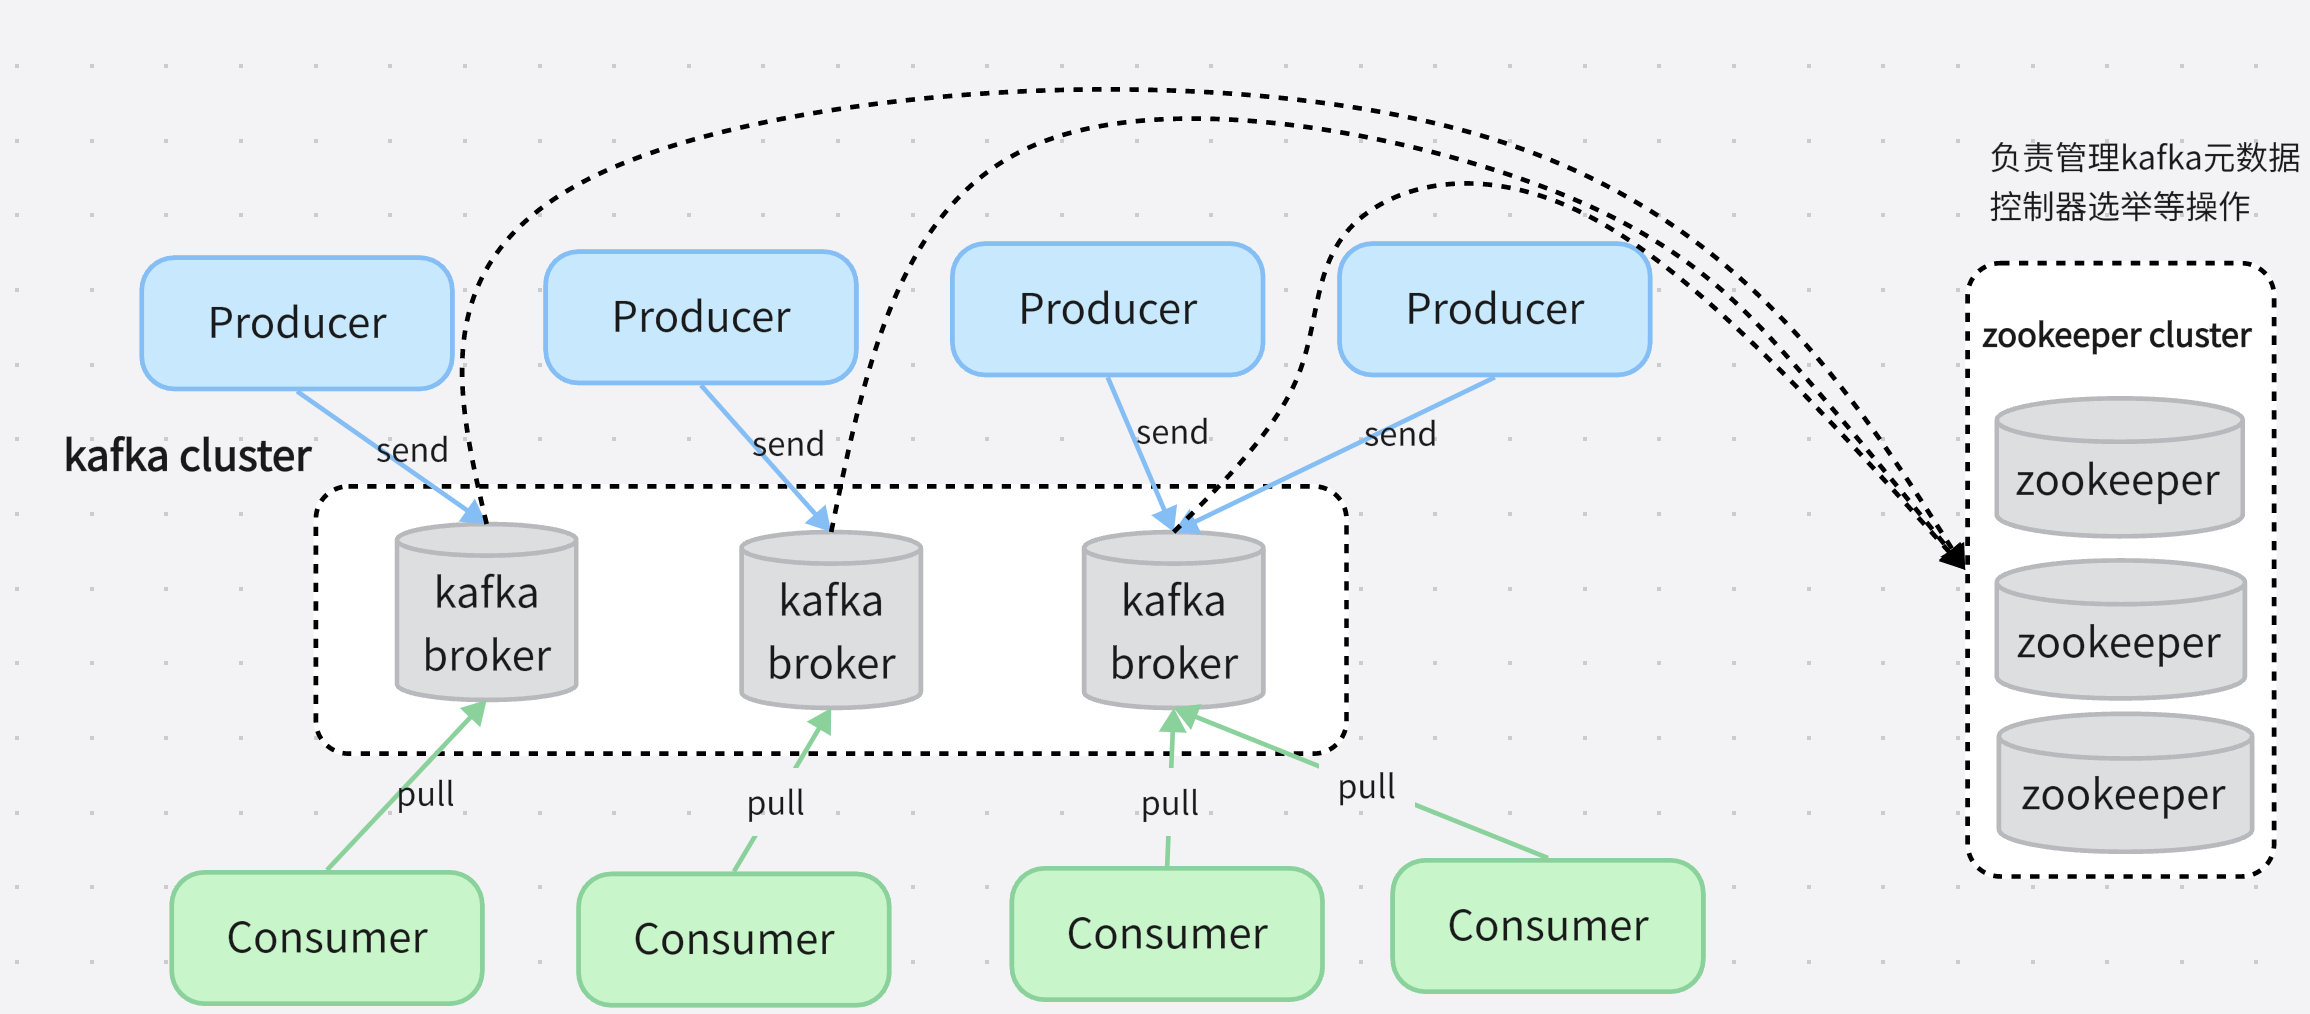 负责管理kafka元数据
控制器选举等操作
Producer
Producer
Producer
Producer
zookeeper cluster
send
send
send
send
kafka cluster
zookeeper
kafka
broker
kafka
broker
kafka
broker
zookeeper
pull
pull
pull
pull
zookeeper
Consumer
Consumer
Consumer
Consumer